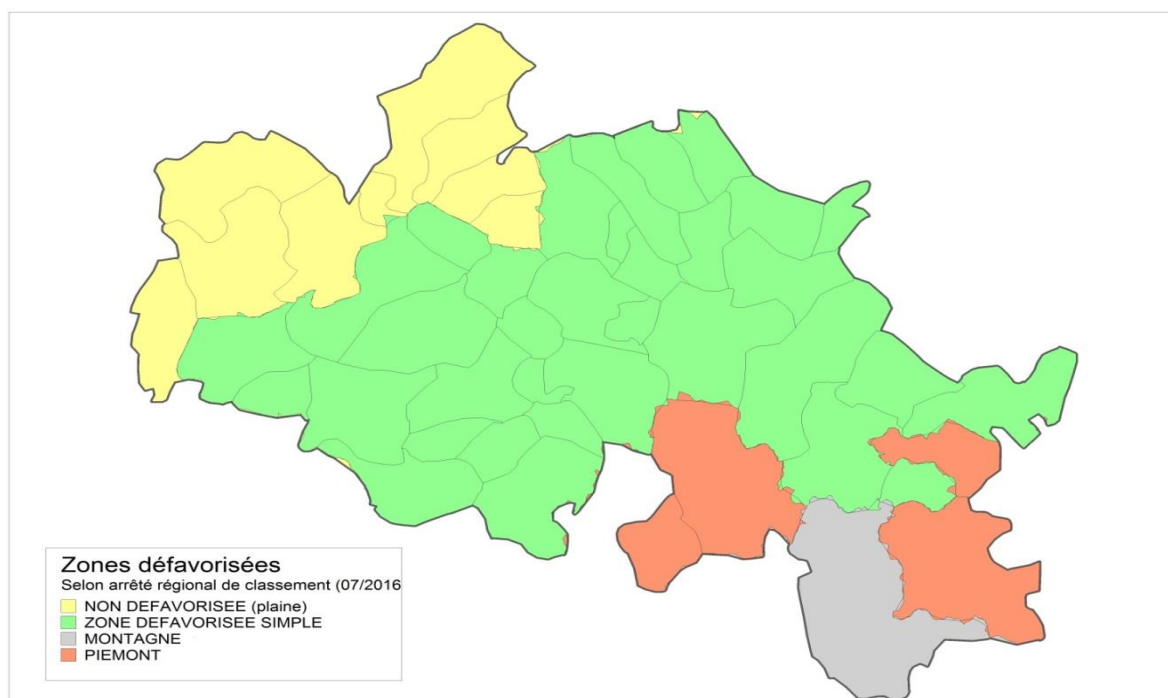 Zones défavorisées
Selon arrêté régional de classement (07/2016
NON DEFAVORISEE (plaine)
ZONE DEFAVORISEE SIMPLE
MONTAGNE
PIEMONT